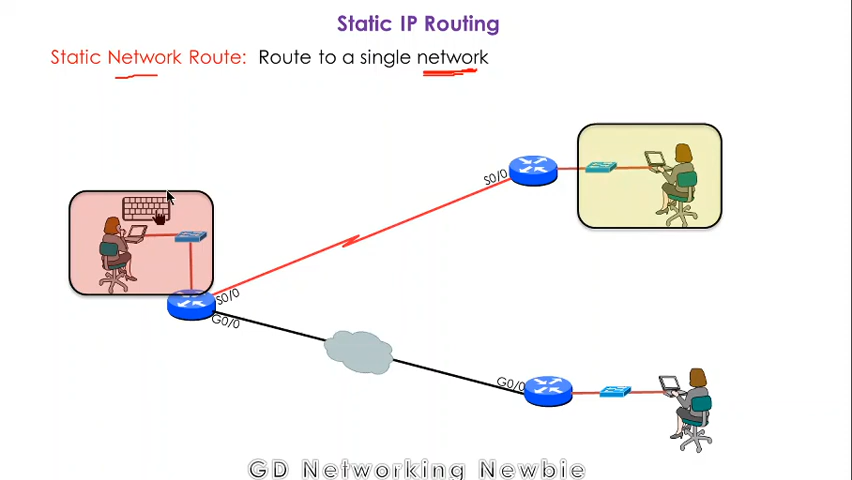 Static IP Routing
Static Network Route: Route to a single network
S0/0
S0/0
G0/0
G0/0
GD Networking Newbie